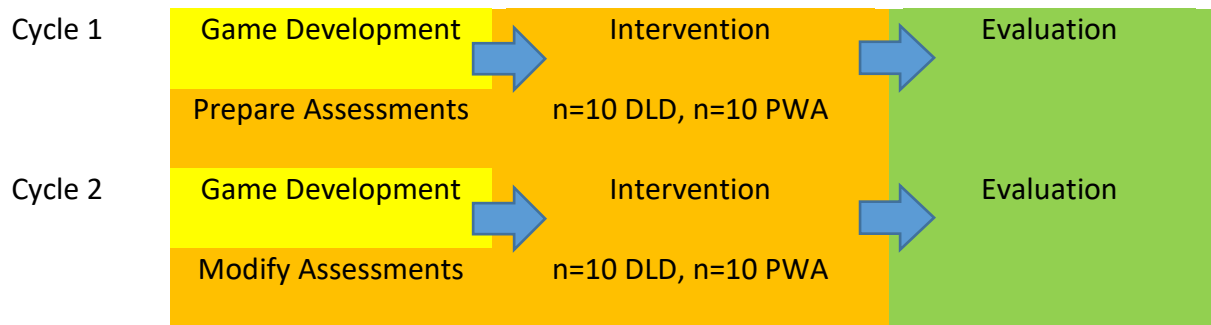 Cycle 1 Game Development Intervention Evaluation
Prepare Assessments n=10 DLD, n=10 PWA
Cycle 2 Game Development Intervention Evaluation
Modify Assessments n=10 DLD, n=10 PWA